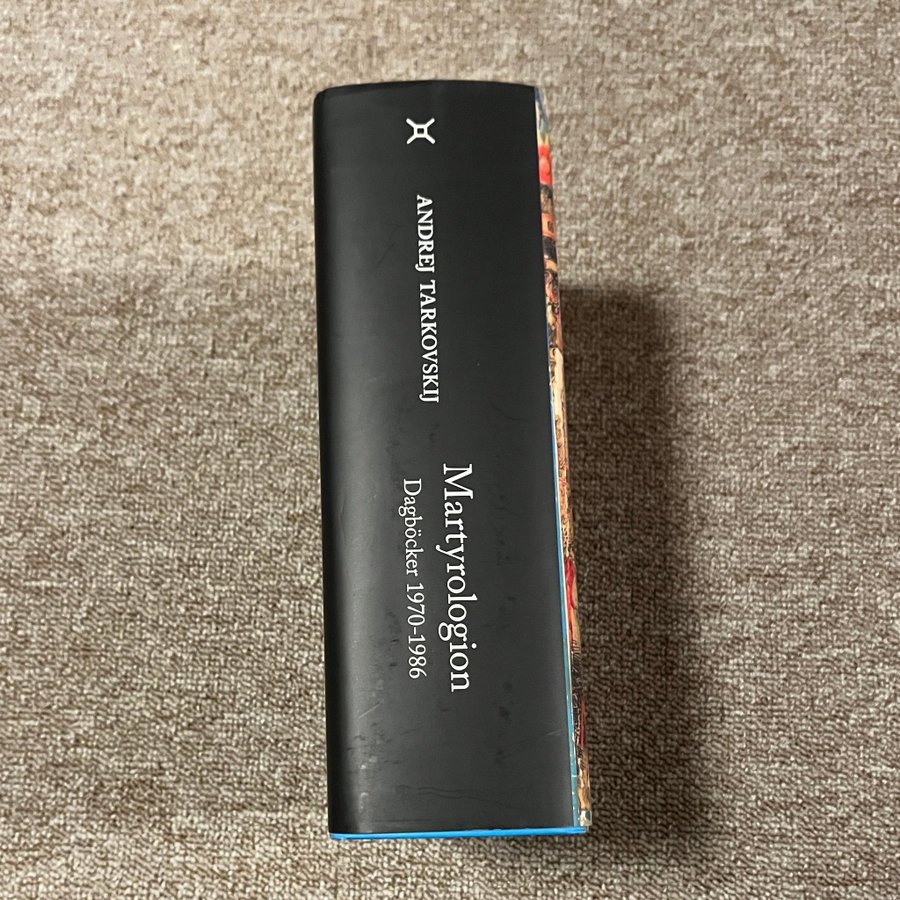 ANDREJ TARKOVSKIJ
Martyrologion
Dagböcker 1970-1986